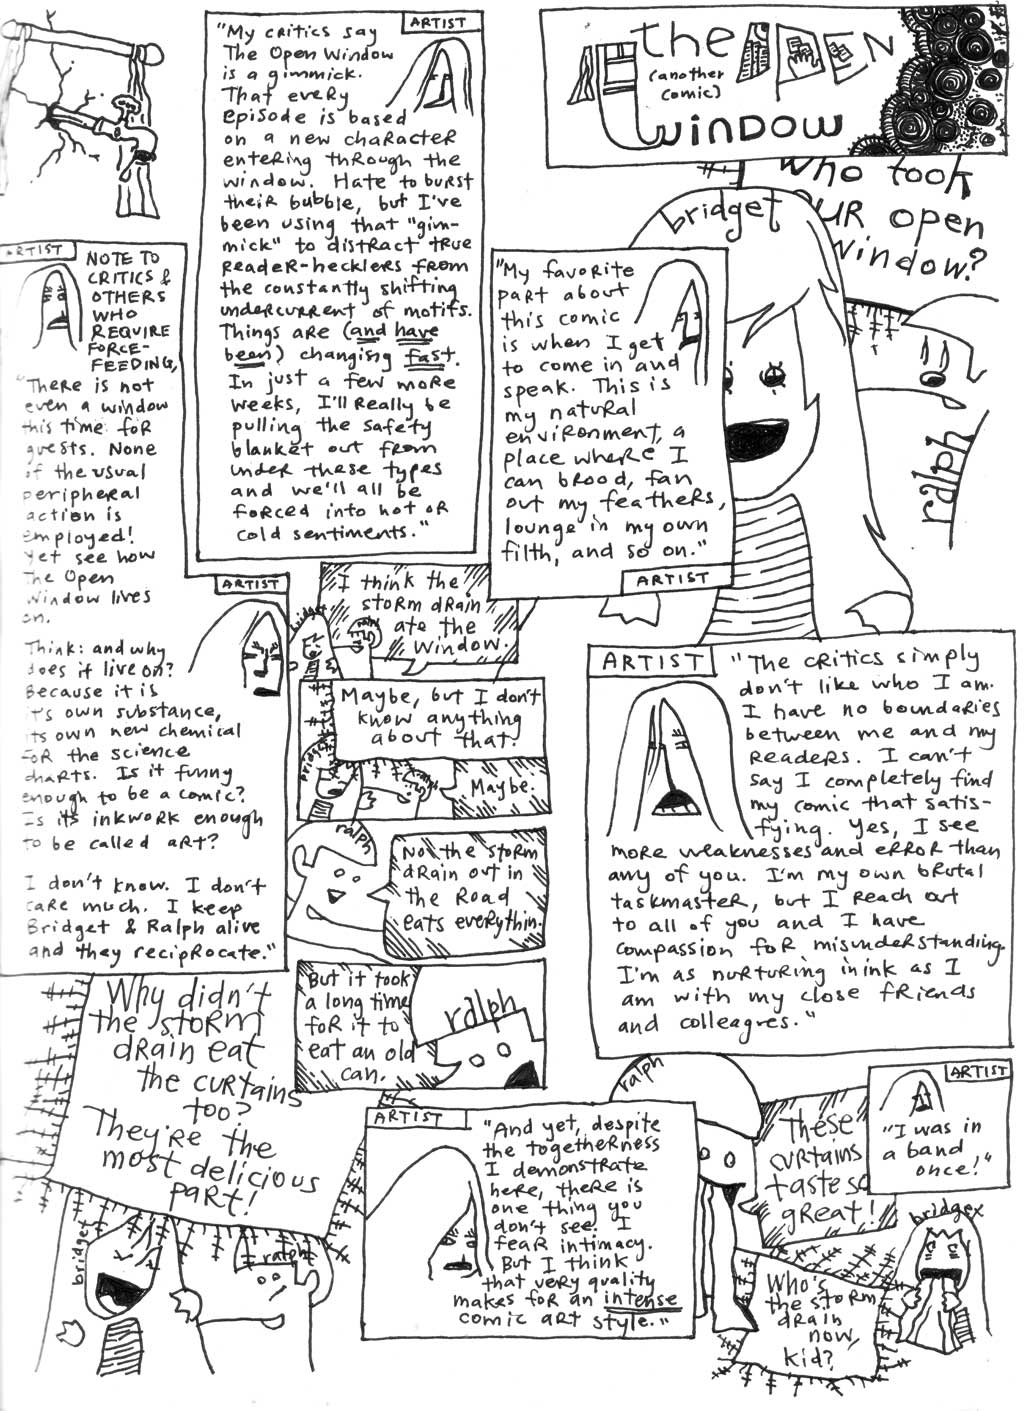 the OPEN
(another
comic)
WINDOW
who took
our open
window?
bridget
ralph
ARTIST
"My critics say
The Open Window
is a gimmick.
That every
episode is based
on a new character
entering through the
window. Hate to burst
their bubble, but I've
been using that "gim-
mick" to distract true
reader-hecklers from
the constantly shifting
undercurrent of motifs.
Things are (and have
been) changing fast.
In just a few more
weeks, I'll really be
pulling the safety
blanket out from
under these types
and we'll all be
forced into hot or
cold sentiments."
ARTIST
NOTE TO
CRITICS &
OTHERS
WHO
REQUIRE
FORCE-
FEEDING,
"There is not
even a window
this time for
guests. None
of the usual
peripheral
action is
employed!
Yet see how
The Open
Window lives
on.
Think: and why
does it live on?
Because it is
it's own substance,
its own new chemical
for the science
charts. Is it funny
enough to be a comic?
Is its inkwork enough
to be called art?
I don't know. I don't
care much. I keep
Bridget & Ralph alive
and they reciprocate."
ARTIST
"My favorite
part about
this comic
is when I get
to come in and
speak. This is
my natural
environment, a
place where I
can brood, fan
out my feathers,
lounge in my own
filth, and so on."
ARTIST
bridget
ralph
I think the
storm drain
ate the
window.
Maybe, but I don't
know anything
about that.
bridget
Maybe.
ralph
No. the storm
drain out in
the road
eats everythin.
But it took
a long time
for it to
eat an old
can.
ralph
ARTIST
"The critics simply
don't like who I am.
I have no boundaries
between me and my
readers. I can't
say I completely find
my comic that satis-
fying. Yes, I see
more weaknesses and error than
any of you. I'm my own brutal
taskmaster, but I reach out
to all of you and I have
compassion for misunderstanding.
I'm as nurturing in ink as I
am with my close friends
and colleagues."
Why didn't
the storm
drain eat
the curtains
too?
They're the
most delicious
part!
bridget
ralph
ARTIST
"And yet, despite
the togetherness
I demonstrate
here, there is
one thing you
don't see. I
fear intimacy.
But I think
that very quality
makes for an intense
comic art style."
ralph
These
curtains
taste so
great!
ARTIST
"I was in
a band
once!"
bridget
Who's
the storm
drain
now,
kid?